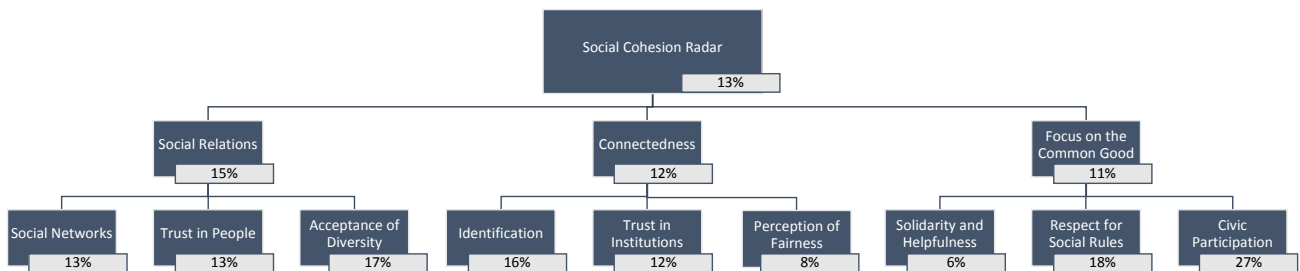 Social Cohesion Radar
13%
Social Relations
15%
Connectedness
12%
Focus on the
Common Good
11%
Social Networks
13%
Trust in People
13%
Acceptance of
Diversity
17%
Identification
16%
Trust in
Institutions
12%
Perception of
Fairness
8%
Solidarity and
Helpfulness
6%
Respect for
Social Rules
18%
Civic
Participation
27%